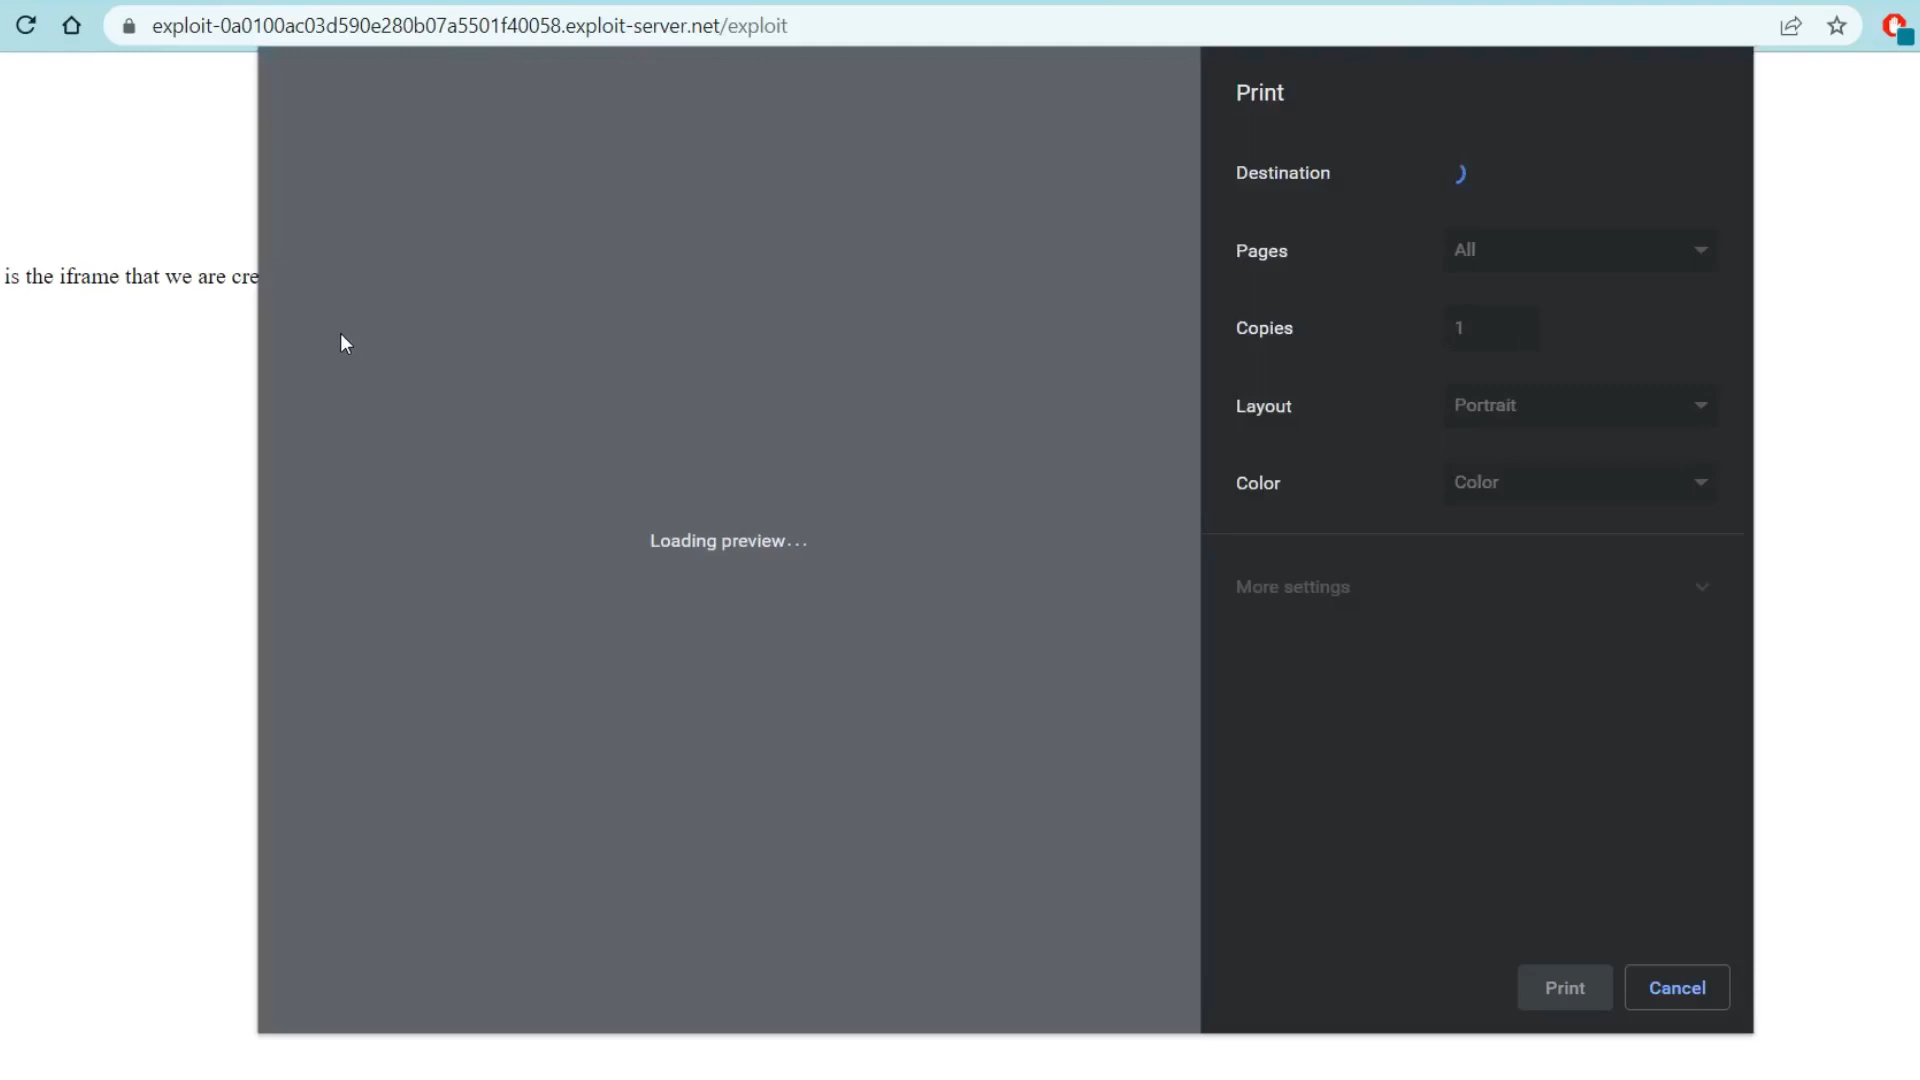 exploit-0a0100ac03d590e280b07a5501f40058.exploit-server.net/exploit
Print
Destination
Pages All
is the iframe that we are cre
Copies 1
Layout Portrait
Color Color
Loading preview...
More settings
Print Cancel